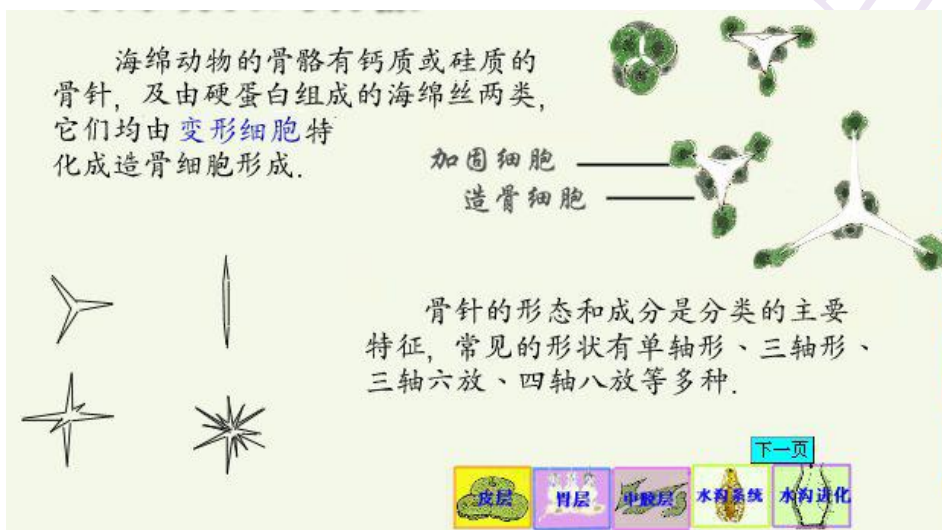 海绵动物的骨骼有钙质或硅质的
骨针, 及由硬蛋白组成的海绵丝两类,
它们均由变形细胞特
化成造骨细胞形成.
加固细胞
造骨细胞
骨针的形态和成分是分类的主要
特征, 常见的形状有单轴形、三轴形、
三轴六放、四轴八放等多种.
下一页
皮层
胃层
中胶层
水沟系统
水沟进化